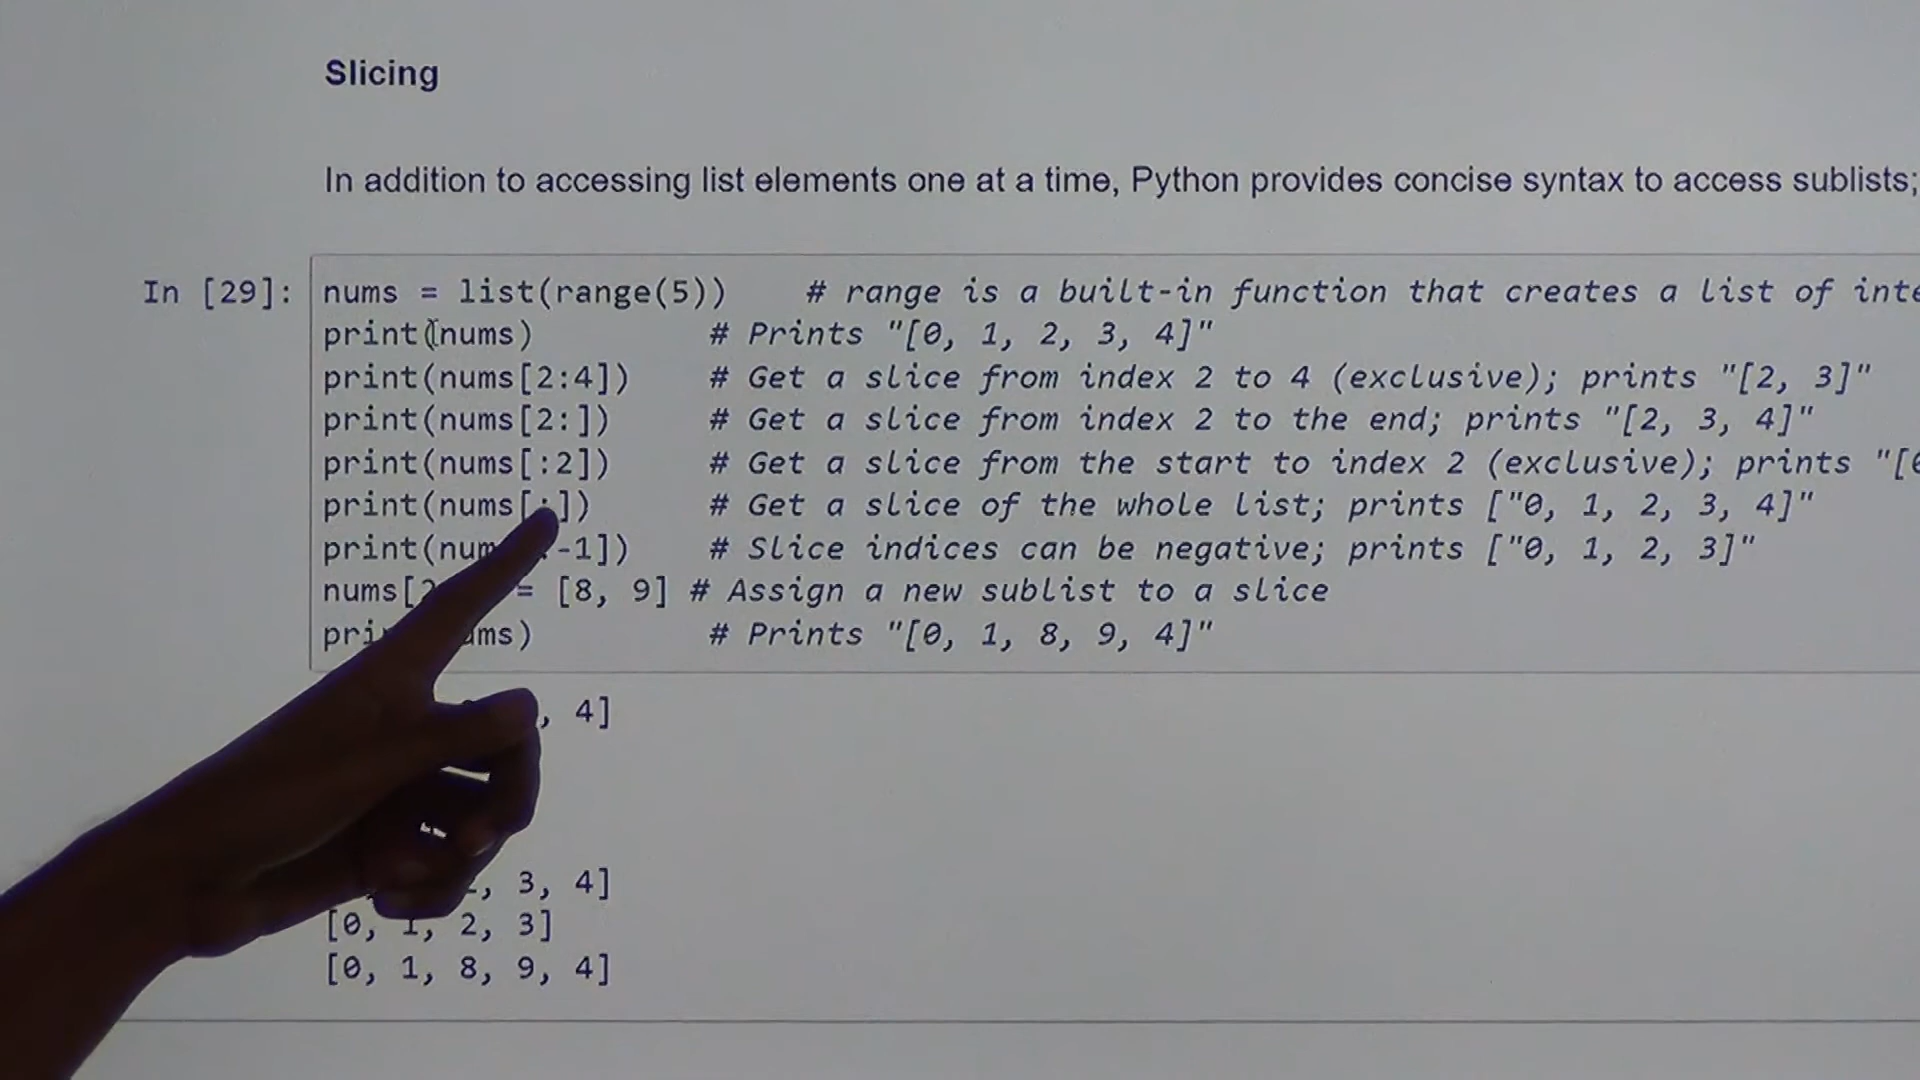 Slicing
In addition to accessing list elements one at a time, Python provides concise syntax to access sublists;
In [29]: nums = list(range(5))    # range is a built-in function that creates a list of inte
print(nums)         # Prints "[0, 1, 2, 3, 4]"
print(nums[2:4])    # Get a slice from index 2 to 4 (exclusive); prints "[2, 3]"
print(nums[2:])     # Get a slice from index 2 to the end; prints "[2, 3, 4]"
print(nums[:2])     # Get a slice from the start to index 2 (exclusive); prints "[0
print(nums[:])      # Get a slice of the whole list; prints ["0, 1, 2, 3, 4]"
print(num :-1])    # Slice indices can be negative; prints ["0, 1, 2, 3]"
nums[2 = [8, 9] # Assign a new sublist to a slice
pri ums)         # Prints "[0, 1, 8, 9, 4]"
, 4]
, 3, 4]
[0, 1, 2, 3]
[0, 1, 8, 9, 4]